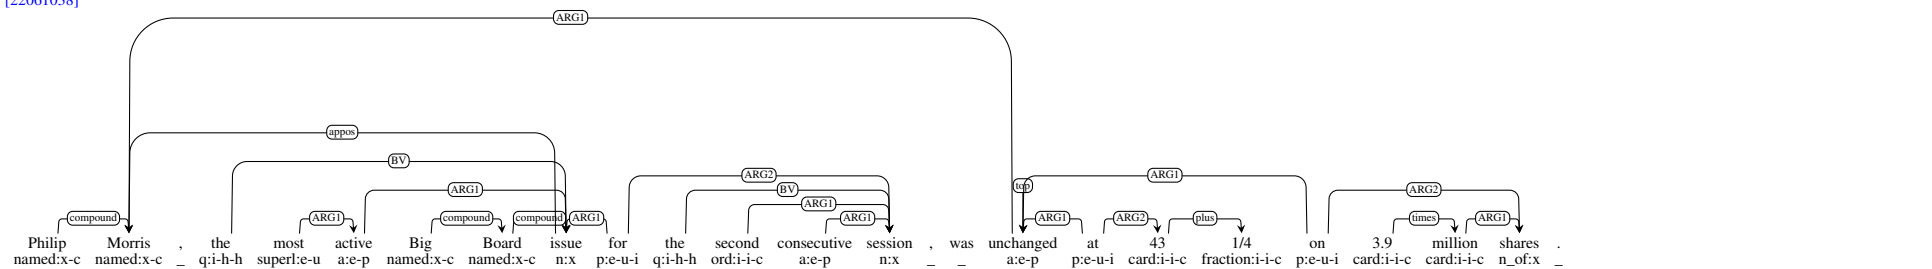 [22061038]
ARG1
appos
BV
ARG2
ARG1
top
BV
ARG1 ARG2
ARG1
compound ARG1 compound compound ARG1 ARG1 ARG1 ARG2 plus times ARG1
Philip Morris , the most active Big Board issue for the second consecutive session , was unchanged at 43 1/4 on 3.9 million shares .
named:x-c named:x-c _ q:i-h-h superl:e-u a:e-p named:x-c named:x-c n:x p:e-u-i q:i-h-h ord:i-i-c a:e-p n:x _ _ a:e-p p:e-u-i card:i-i-c fraction:i-i-c p:e-u-i card:i-i-c card:i-i-c n_of:x _